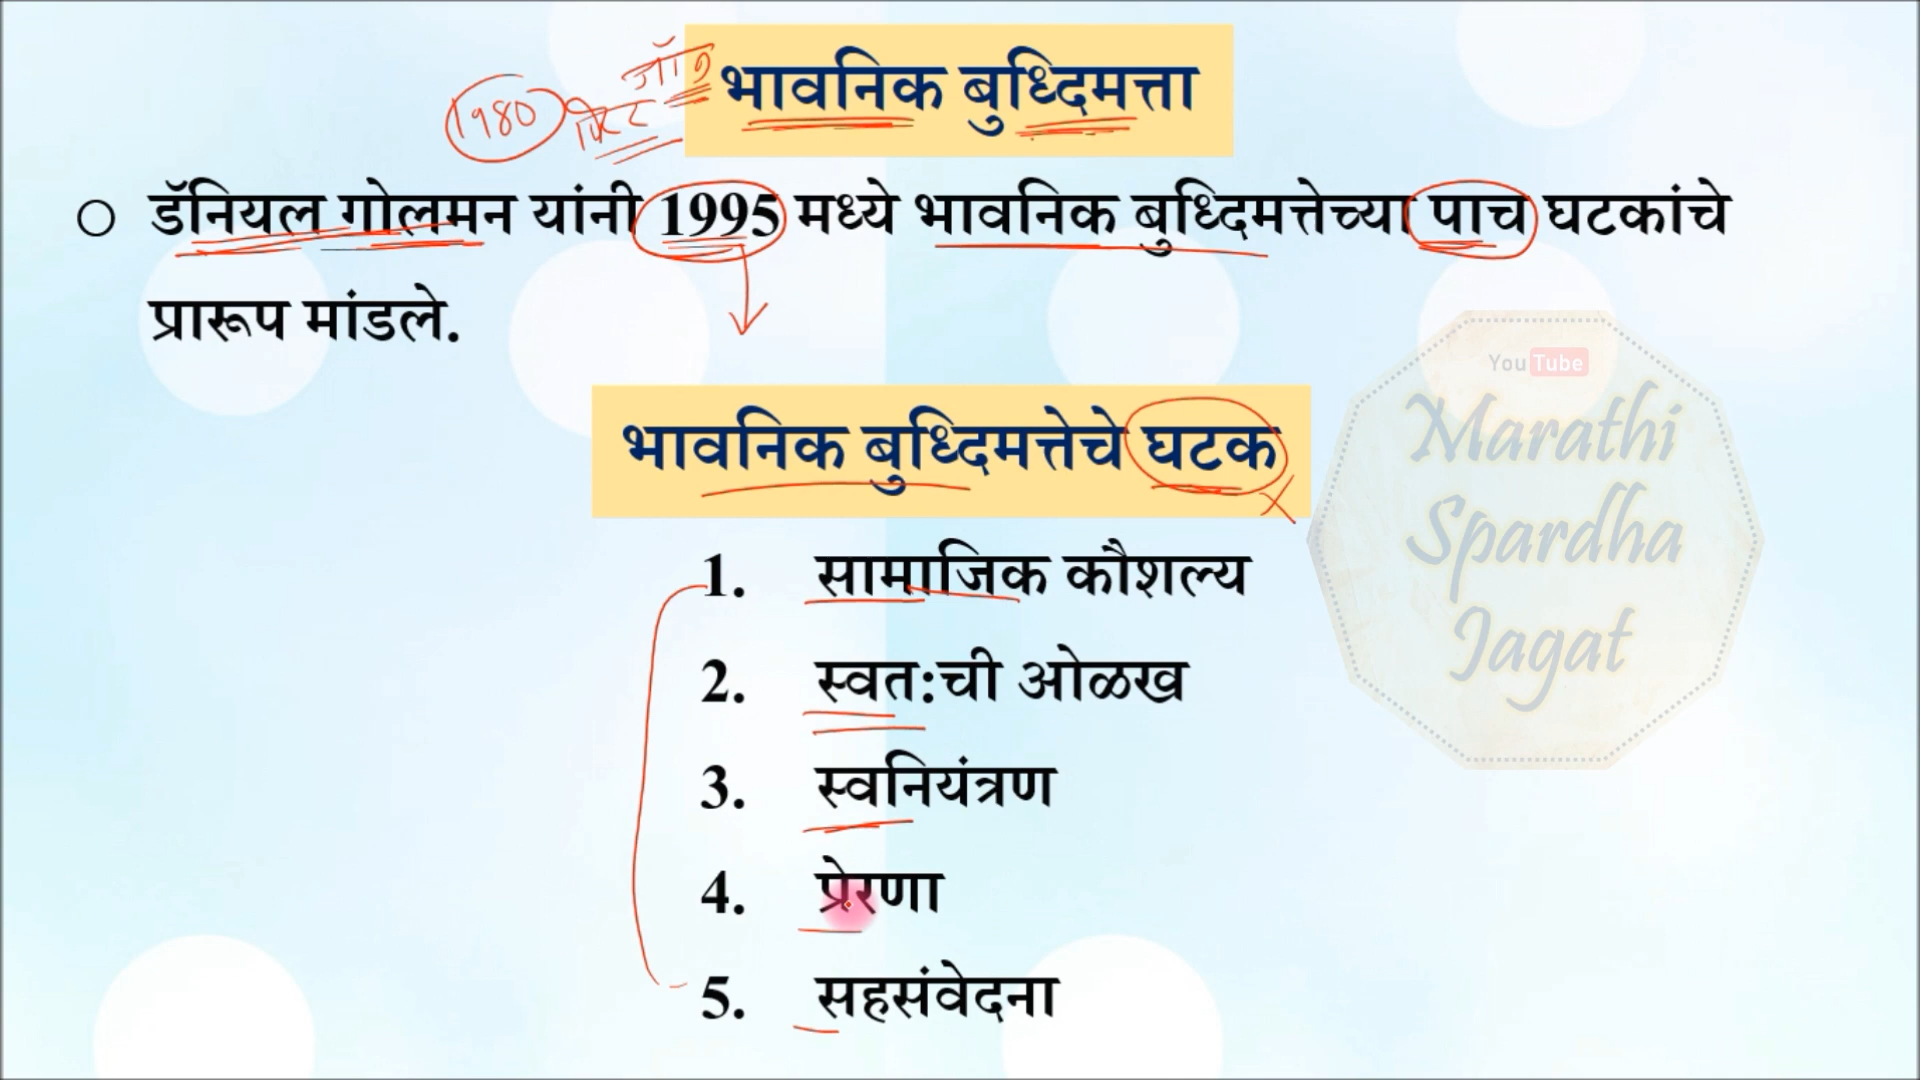 जॉन
1980
भावनिक बुध्दिमत्ता
डॅनियल गोलमन यांनी 1995 मध्ये भावनिक बुध्दिमत्तेच्या पाच घटकांचे
प्रारूप मांडले.
भावनिक बुध्दिमत्तेचे घटक
1. सामाजिक कौशल्य
2. स्वत:ची ओळख
3. स्वनियंत्रण
4. प्रेरणा
5. सहसंवेदना
YouTube
Marathi
Spardha
Jagat